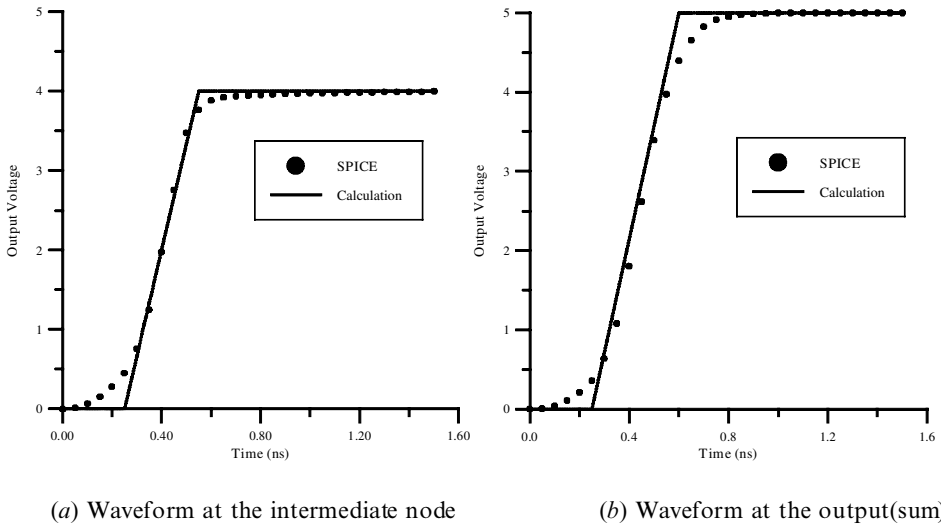 5
4
3
2
1
0
Output Voltage
SPICE
Calculation
0.00 0.40 0.80 1.20 1.60
Time (ns)
(a) Waveform at the intermediate node
5
4
3
2
1
0
Output Voltage
SPICE
Calculation
0.0 0.4 0.8 1.2 1.6
Time (ns)
(b) Waveform at the output(sum)